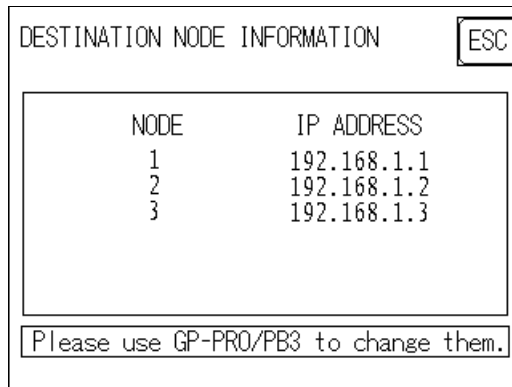 DESTINATION NODE INFORMATION ESC
NODE IP ADDRESS
1 192.168.1.1
2 192.168.1.2
3 192.168.1.3
Please use GP-PRO/PB3 to change them.